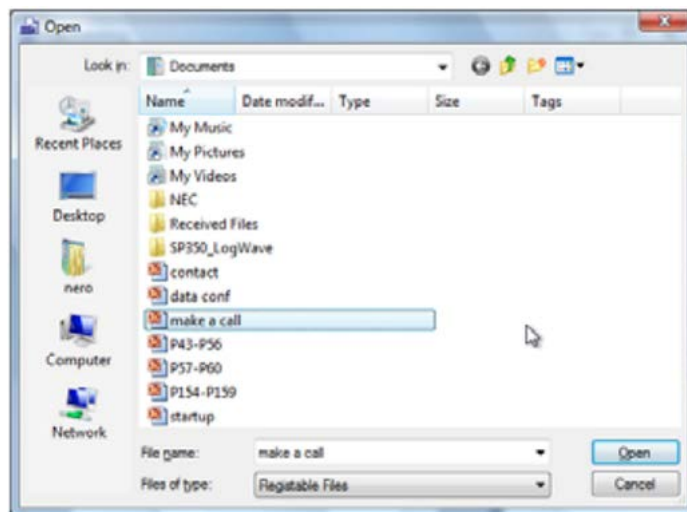 Open
Look in: Documents
Name Date modif... Type Size Tags
Recent Places
Desktop
nero
Computer
Network
My Music
My Pictures
My Videos
NEC
Received Files
SP350_LogWave
contact
data conf
make a call
P43-P56
P57-P60
P154-P159
startup
File name: make a call Open
Files of type: Registable Files Cancel